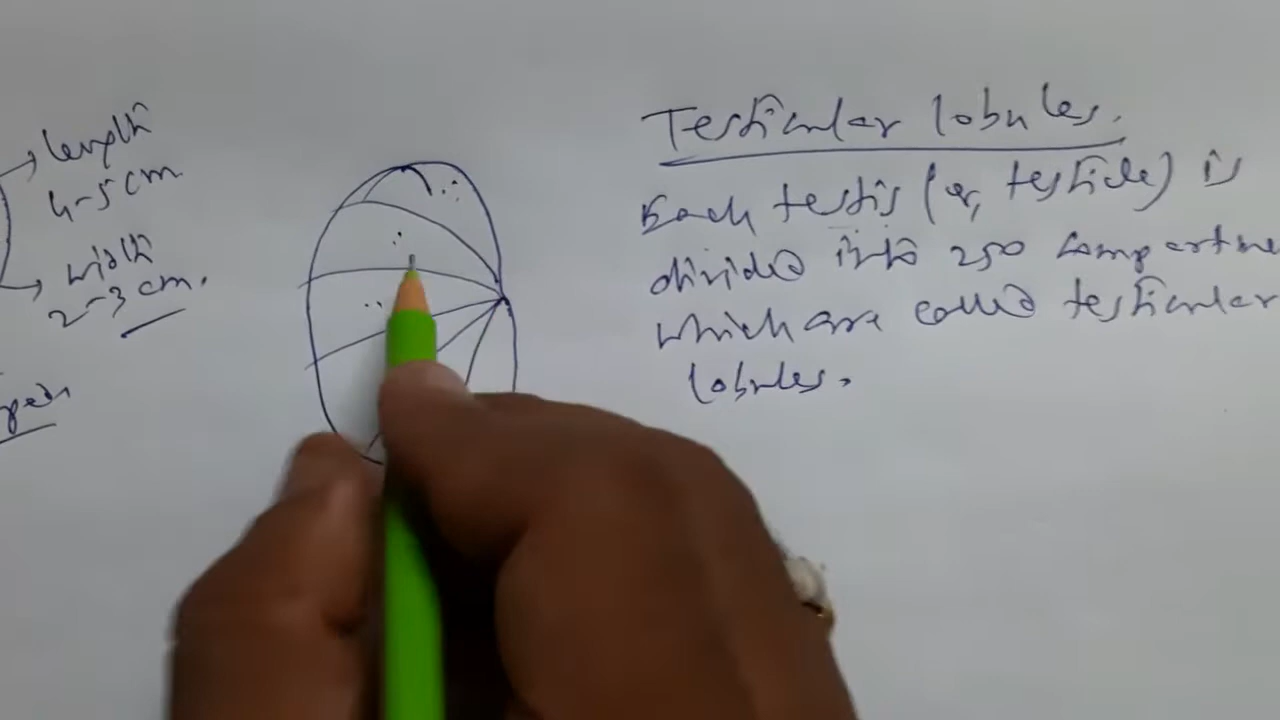 length
4-5 cm
width
2-3 cm.
Testicular lobules.
Each testis (or, testicle) is
divided into 250 compartme
which are called testicular
lobules.